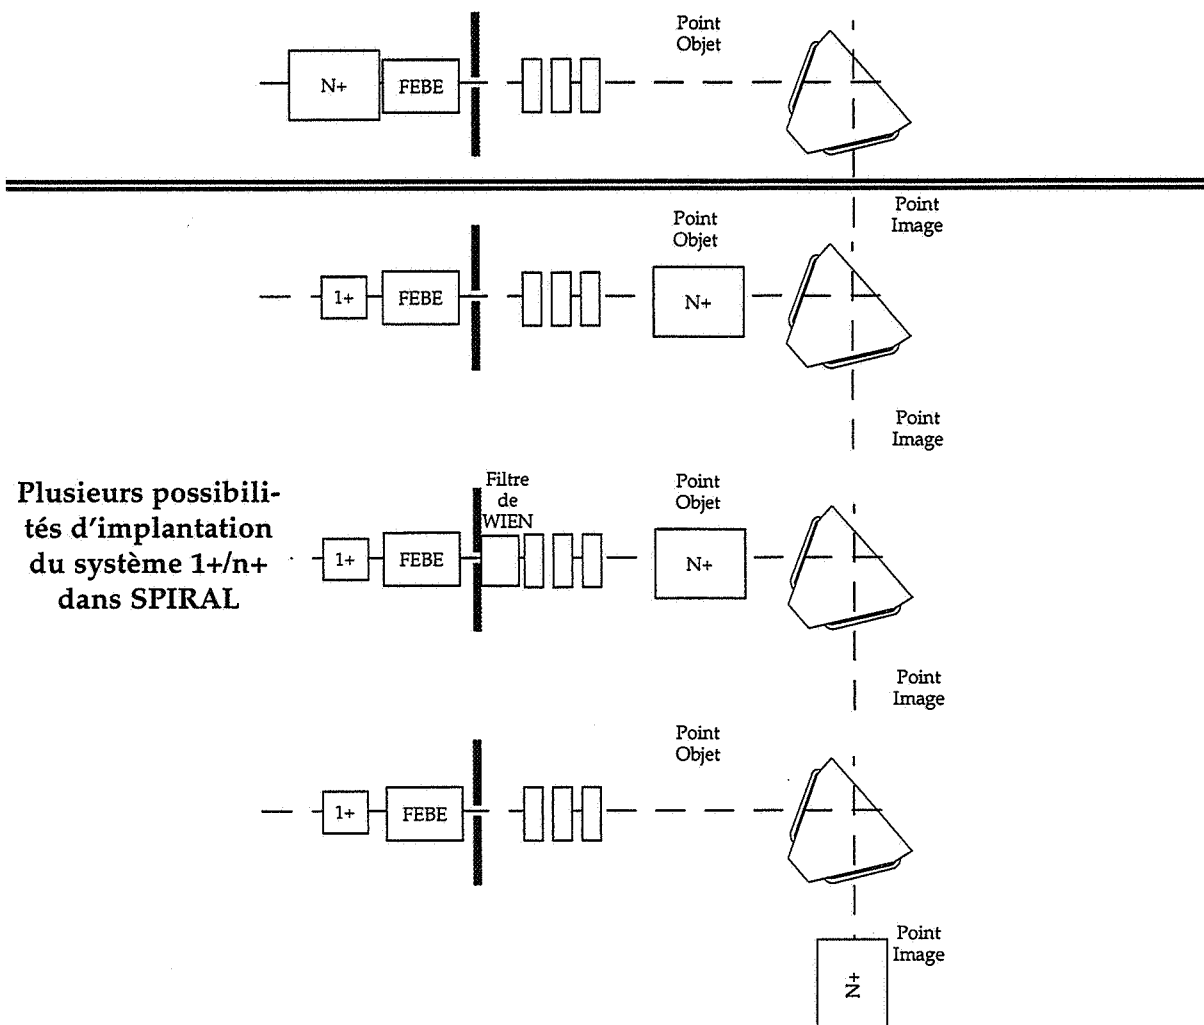 Point
Objet
N+
FEBE
Point
Image
Point
Objet
1+
FEBE
N+
Point
Image
Plusieurs possibili-
tés d'implantation
du système 1+/n+
dans SPIRAL
Filtre
de
WIEN
Point
Objet
1+
FEBE
N+
Point
Image
Point
Objet
1+
FEBE
Point
Image
N+